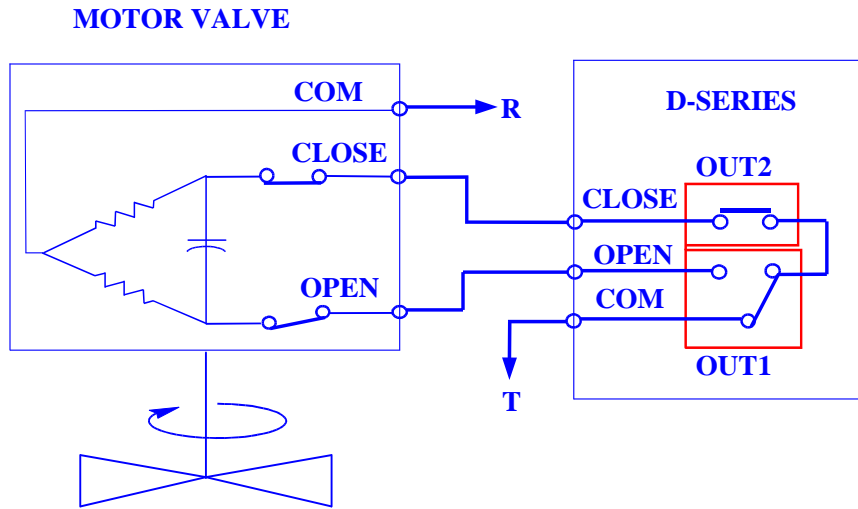 MOTOR VALVE
COM
R
CLOSE
OPEN
D-SERIES
OUT2
CLOSE
OPEN
COM
OUT1
T